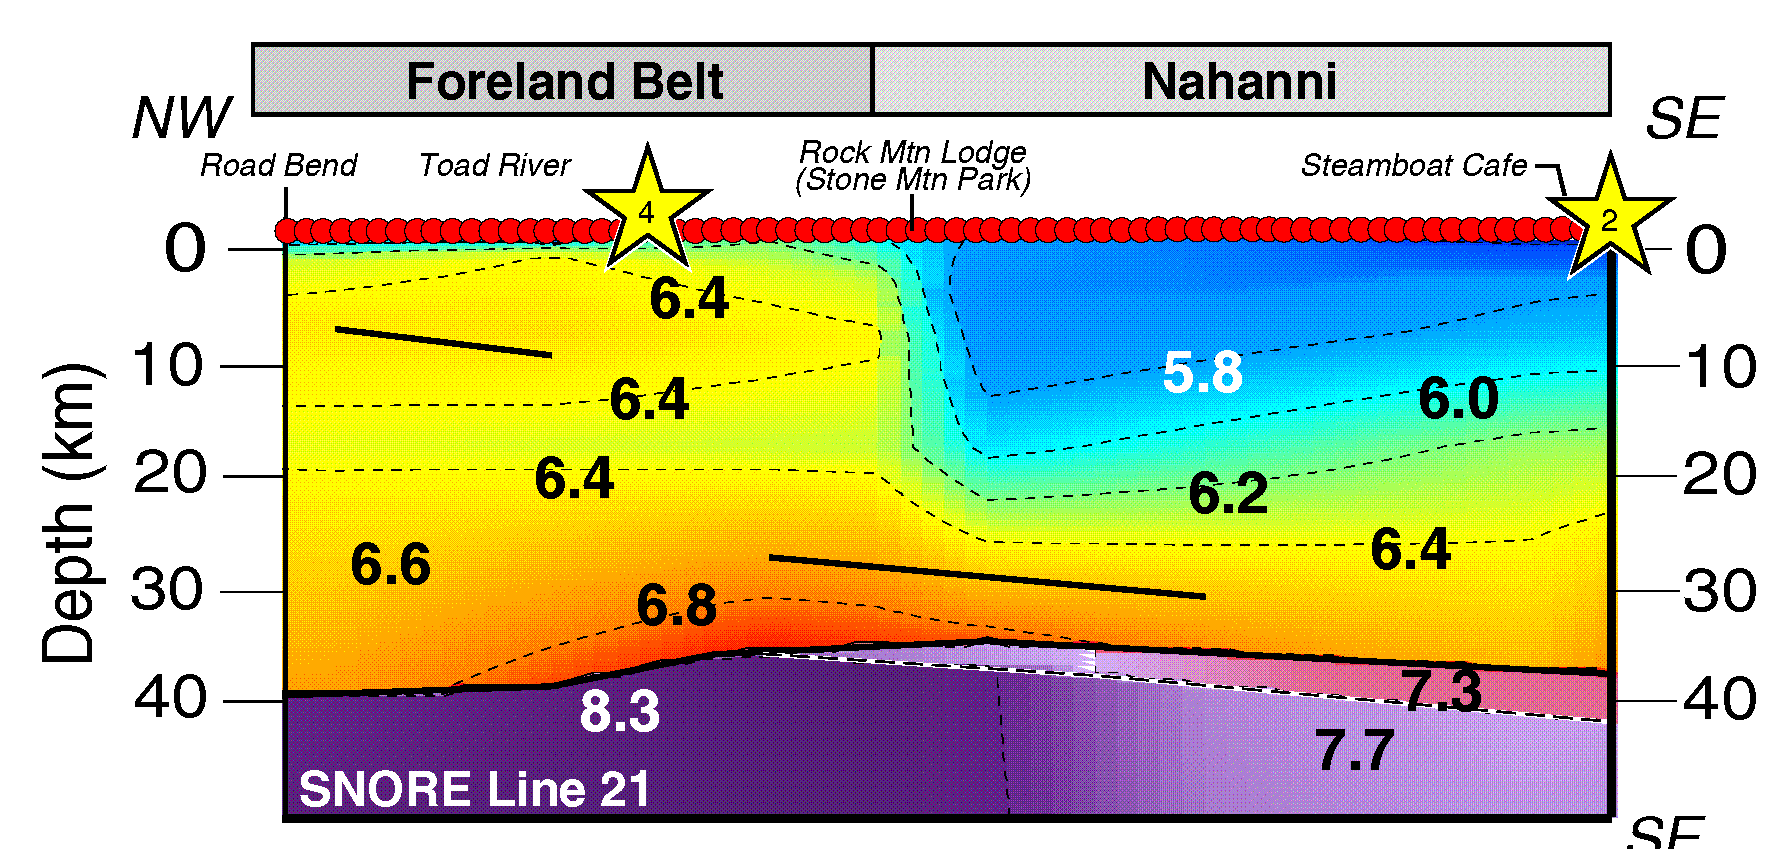 Foreland Belt
Nahanni
NW
SE
Road Bend
Toad River
Rock Mtn Lodge
(Stone Mtn Park)
Steamboat Cafe
4
2
0
0
6.4
10
5.8
10
6.4
6.0
Depth (km)
20
6.4
6.2
20
6.4
6.6
30
6.8
30
40
8.3
7.3
40
7.7
SNORE Line 21
SE